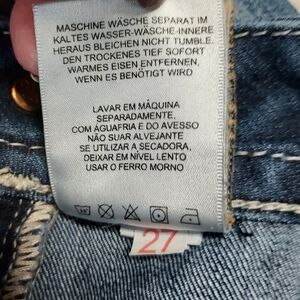 MASCHINE WÄSCHE SEPARAT IM
KALTES WASSER-WÄSCHE-INNERE
HERAUS BLEICHEN NICHT TUMBLE
DEN TROCKENES TIEF SOFORT
WARMES EISEN ENTFERNEN,
WENN ES BENÖTIGT WIRD
LAVAR EM MÁQUINA
SEPARADAMENTE,
COM AGUAFRIA E DO AVESSO
NÃO SUAR ALVEJANTE
SE UTILIZAR A SECADORA,
DEIXAR EM NÍVEL LENTO
USAR O FERRO MORNO
27